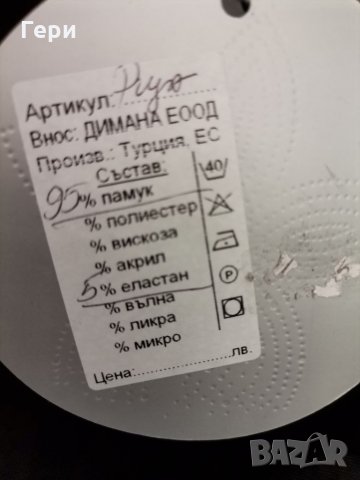 Гери
Артикул: Руз
Внос: ДИМАНА ЕООД
Произв.: Турция, ЕС
Състав:
95% памук
% полиестер
% вискоза
% акрил
5% еластан
% вълна
% ликра
% микро
40
P
Цена:..................лв.
BAZAR